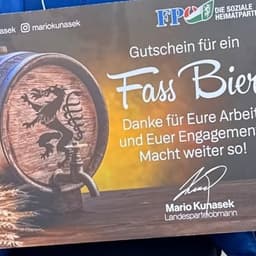 mariokunasek
FPÖ DIE SOZIALE
HEIMATPARTEI
Gutschein für ein
Fass Bier
Danke für Eure Arbeit
und Euer Engagement
Macht weiter so!
Mario Kunasek
Landesparteiobmann